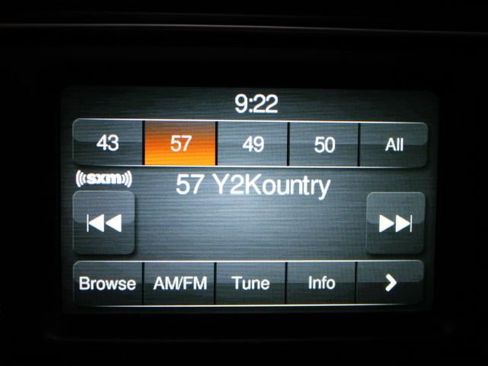 9:22
43 57 49 50 All
((sxm))
57 Y2Kountry
Browse AM/FM Tune Info